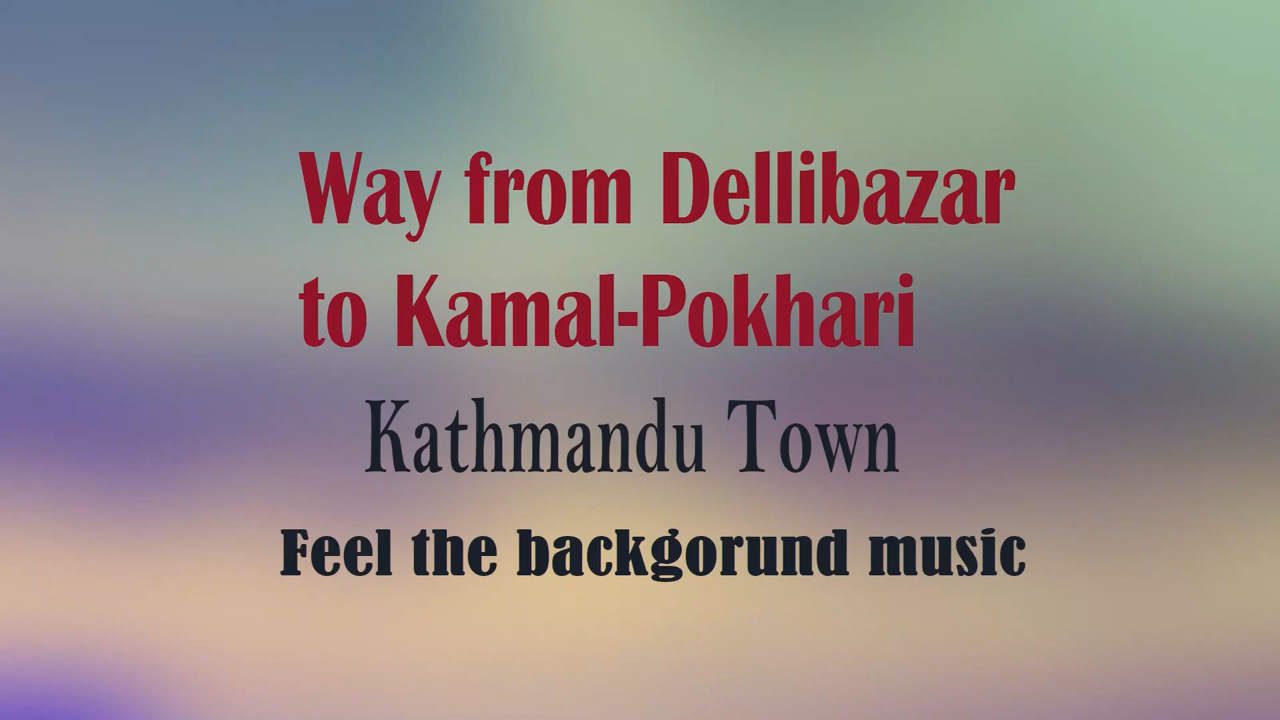 Way from Dellibazar
to Kamal-Pokhari
Kathmandu Town
Feel the backgorund music